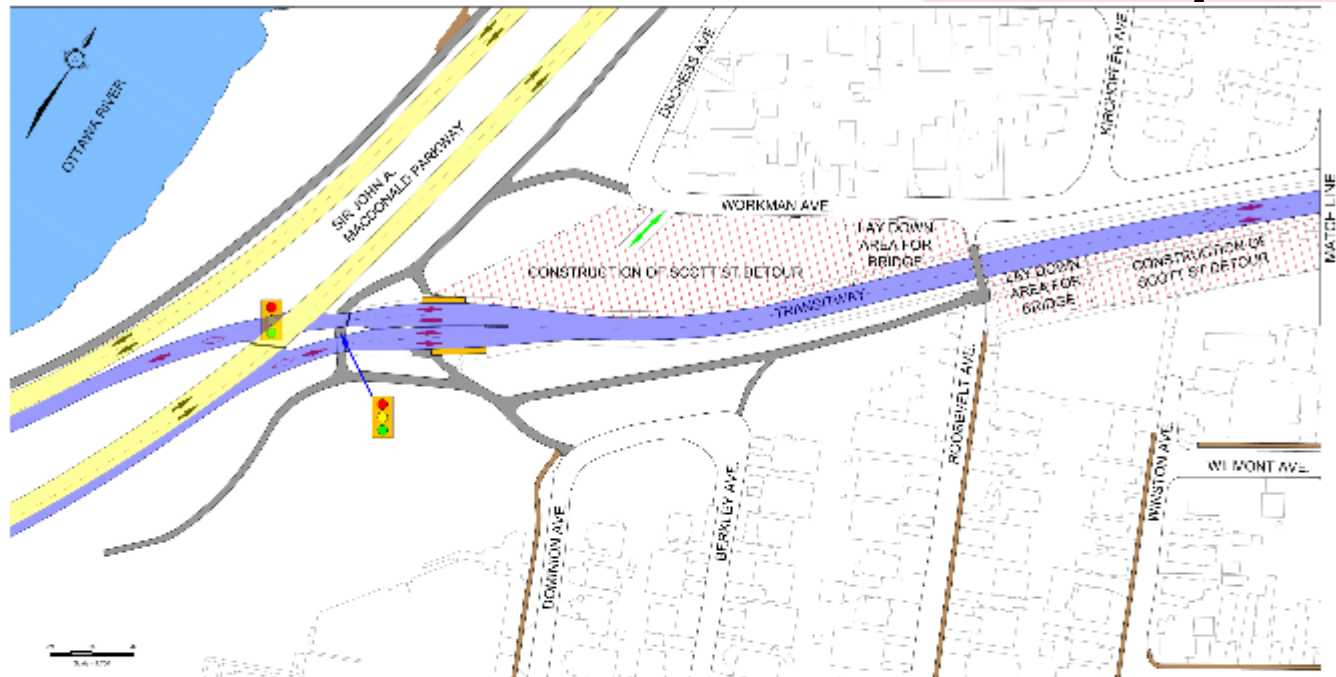 OTTAWA RIVER
SIR JOHN A.
MACDONALD PARKWAY
DUCHESS AVE
KIRCHOFFER AVE.
WORKMAN AVE
MATCH LINE
LAY DOWN
AREA FOR
BRIDGE
CONSTRUCTION OF SCOTT ST DETOUR
LAY DOWN
AREA FOR
BRIDGE
CONSTRUCTION OF
SCOTT ST DETOUR
TRANSITWAY
ROOSEVELT AVE.
WINSTON AVE.
WILMONT AVE.
DOMINION AVE
BERKLEY AVE.